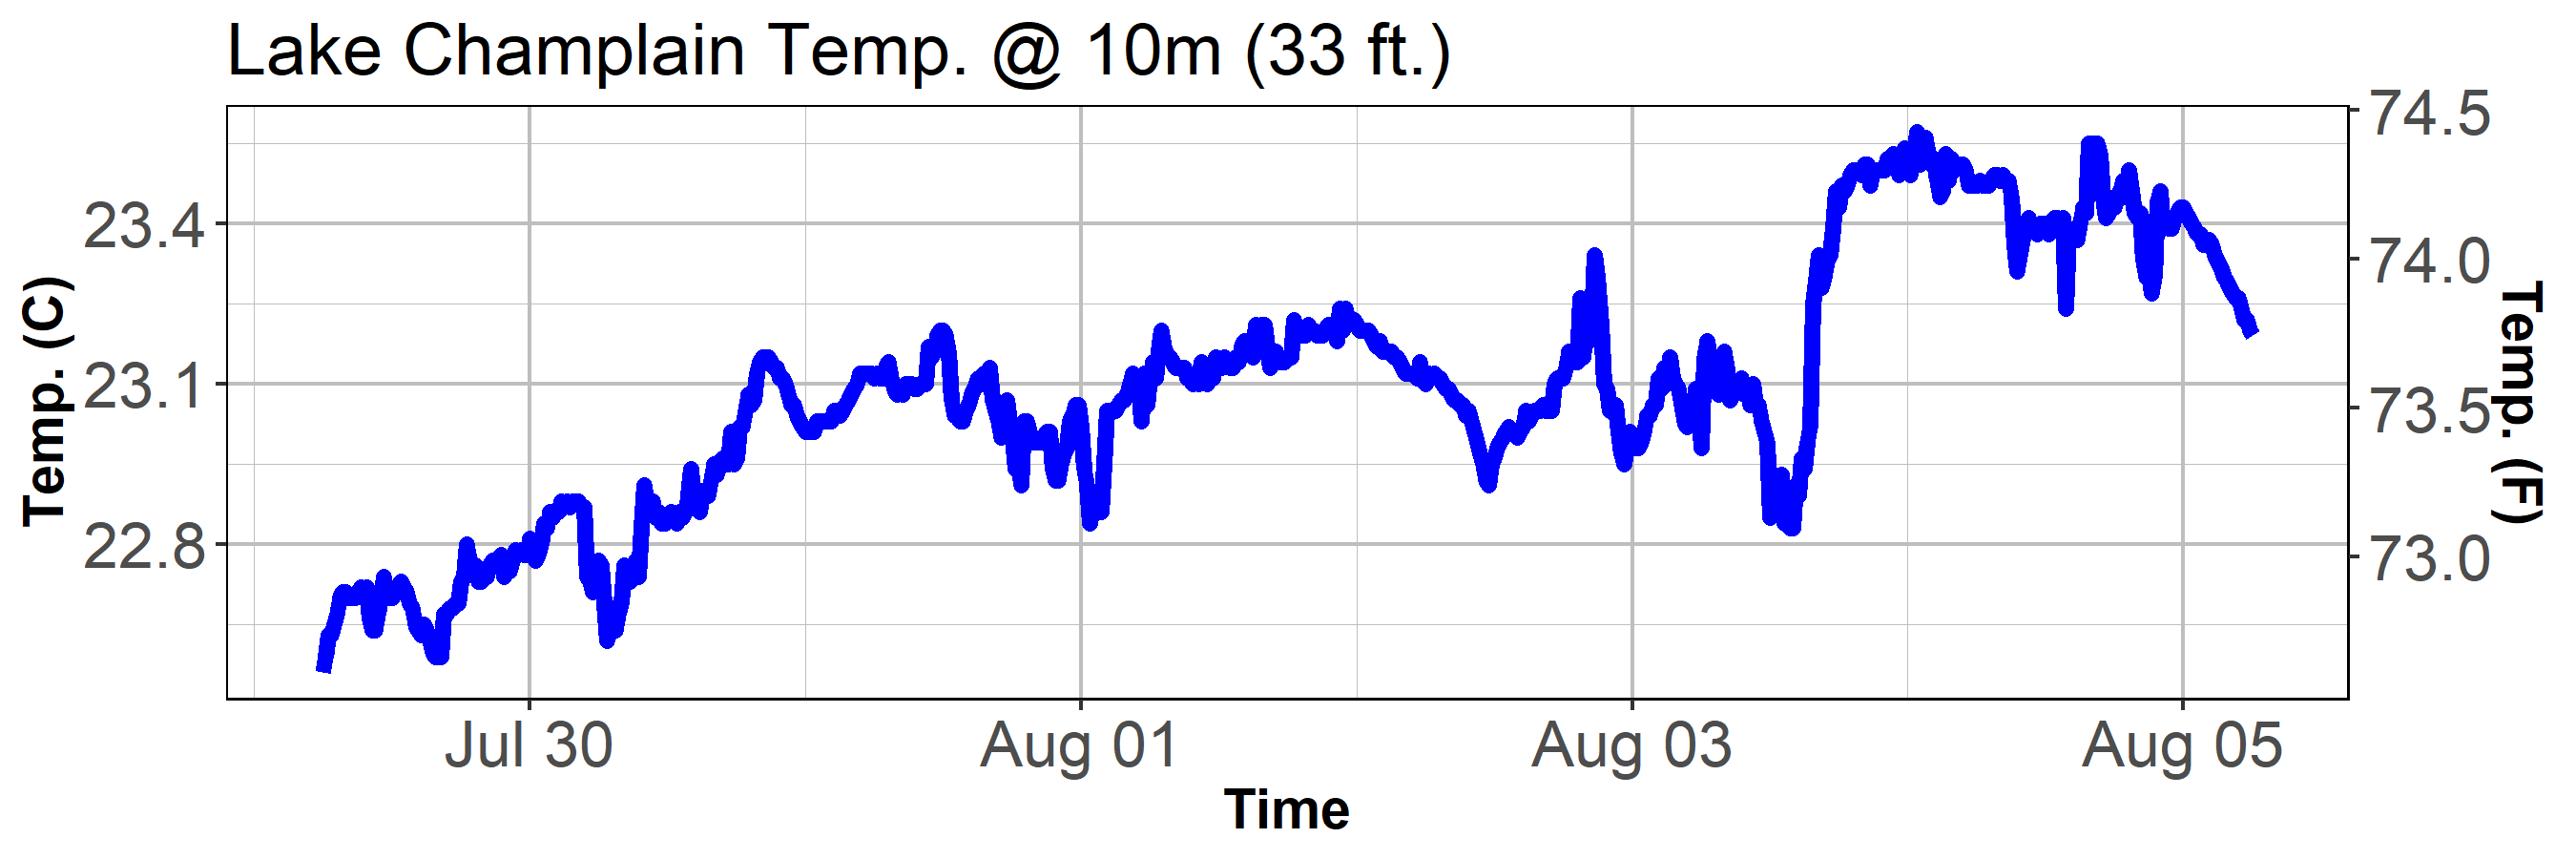 Lake Champlain Temp. @ 10m (33 ft.)
Temp. (C)
23.4
23.1
22.8
74.5
74.0
73.5
73.0
Temp. (F)
Jul 30 Aug 01 Aug 03 Aug 05
Time